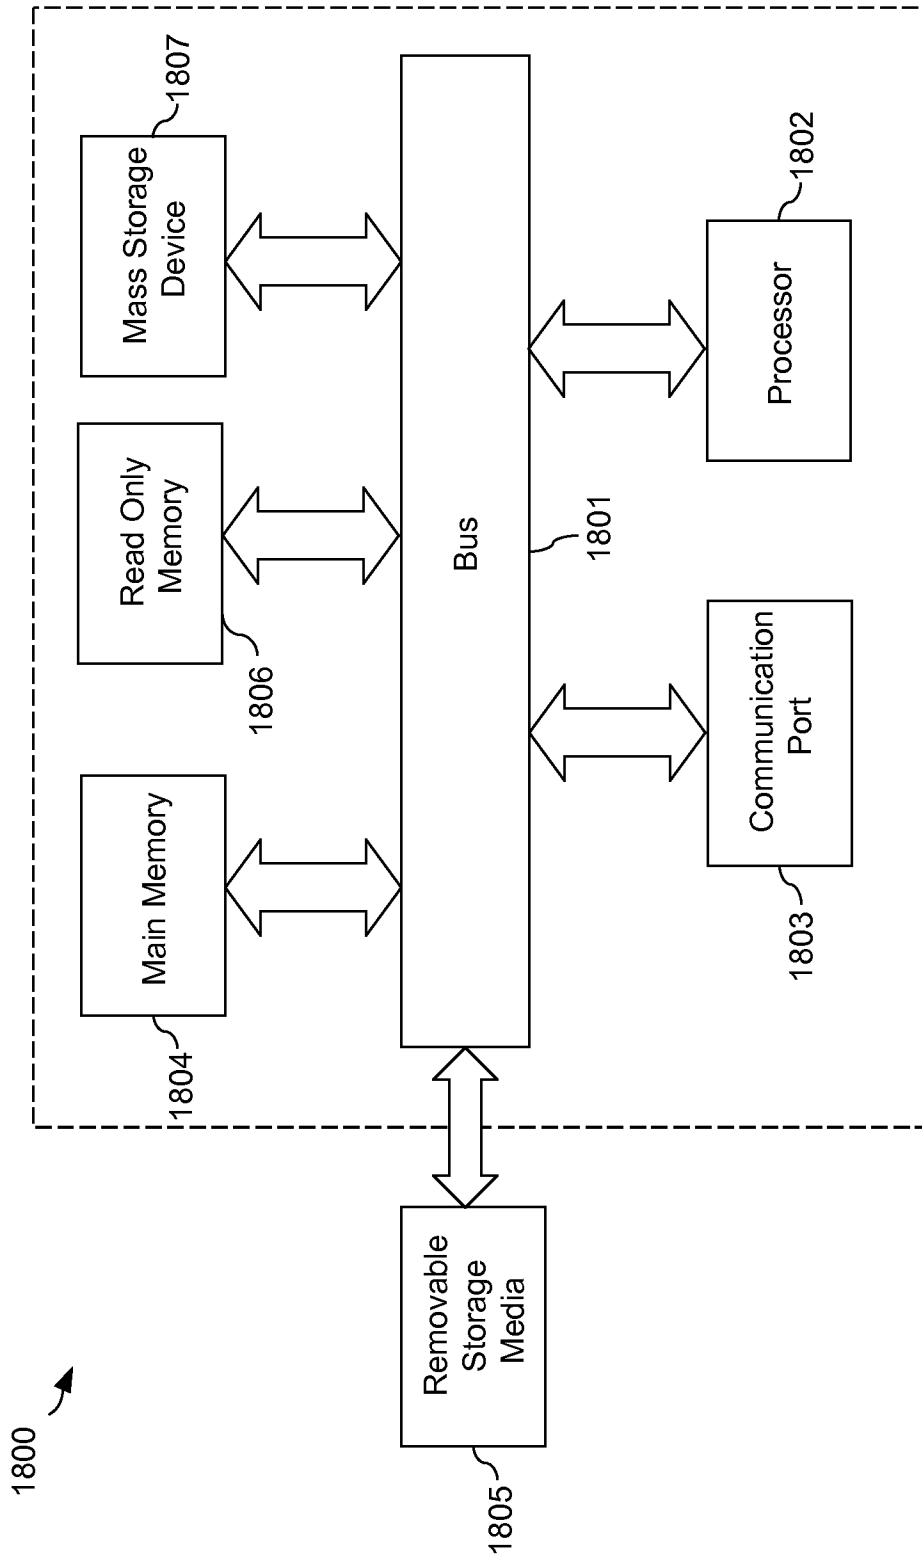 1800
1804
Main Memory
1806
Read Only
Memory
1807
Mass Storage
Device
Removable
Storage
Media
1805
Bus
1801
Communication
Port
1803
Processor
1802